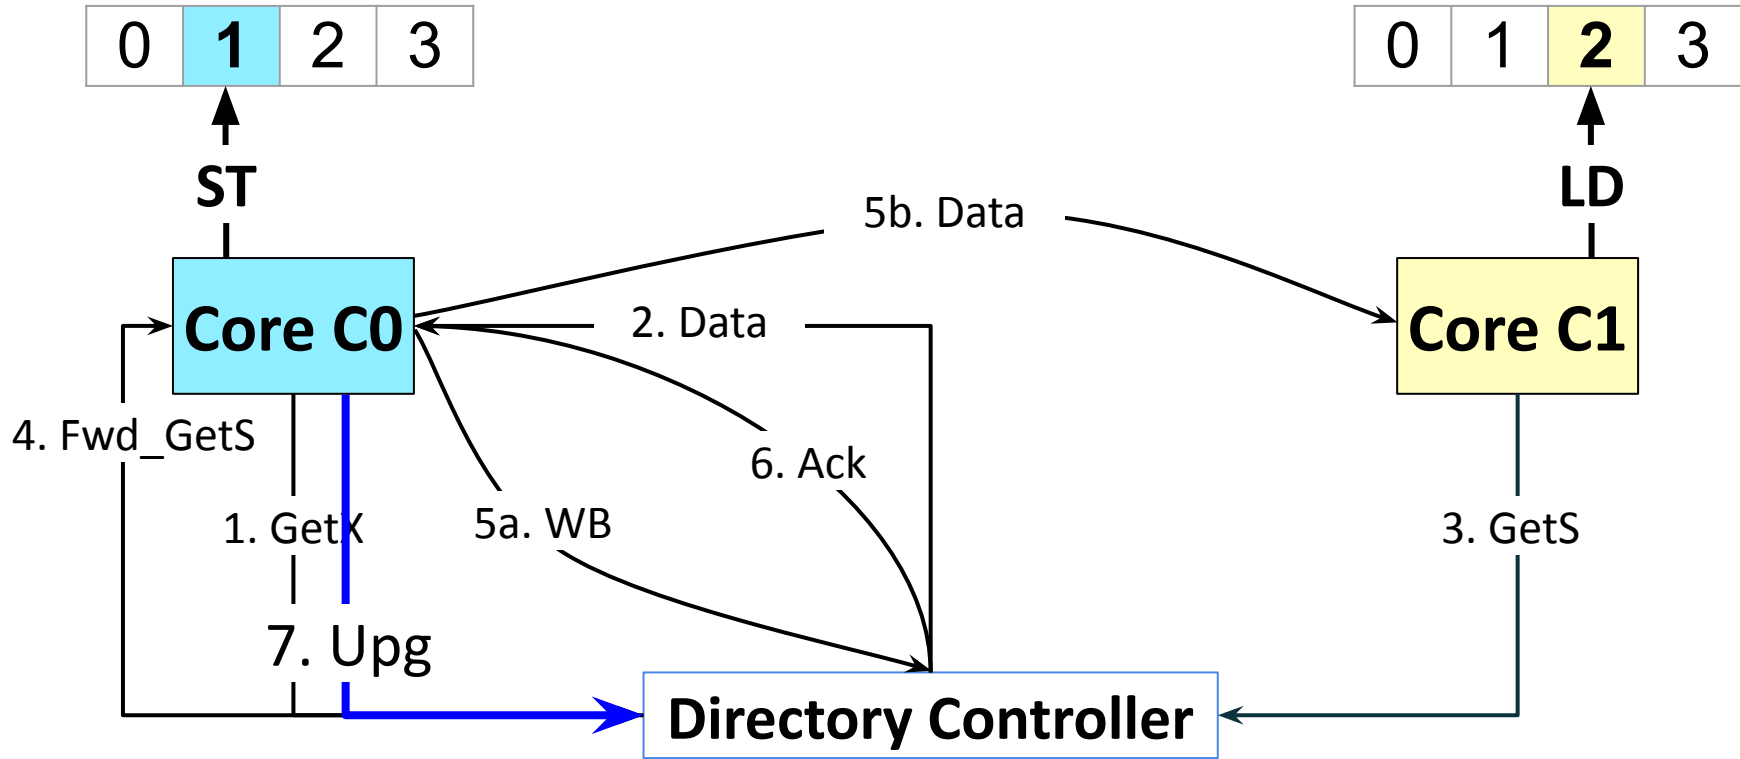 0 1 2 3
0 1 2 3
ST
LD
5b. Data
Core C0
2. Data
Core C1
4. Fwd_GetS
6. Ack
1. GetX
5a. WB
3. GetS
7. Upg
Directory Controller